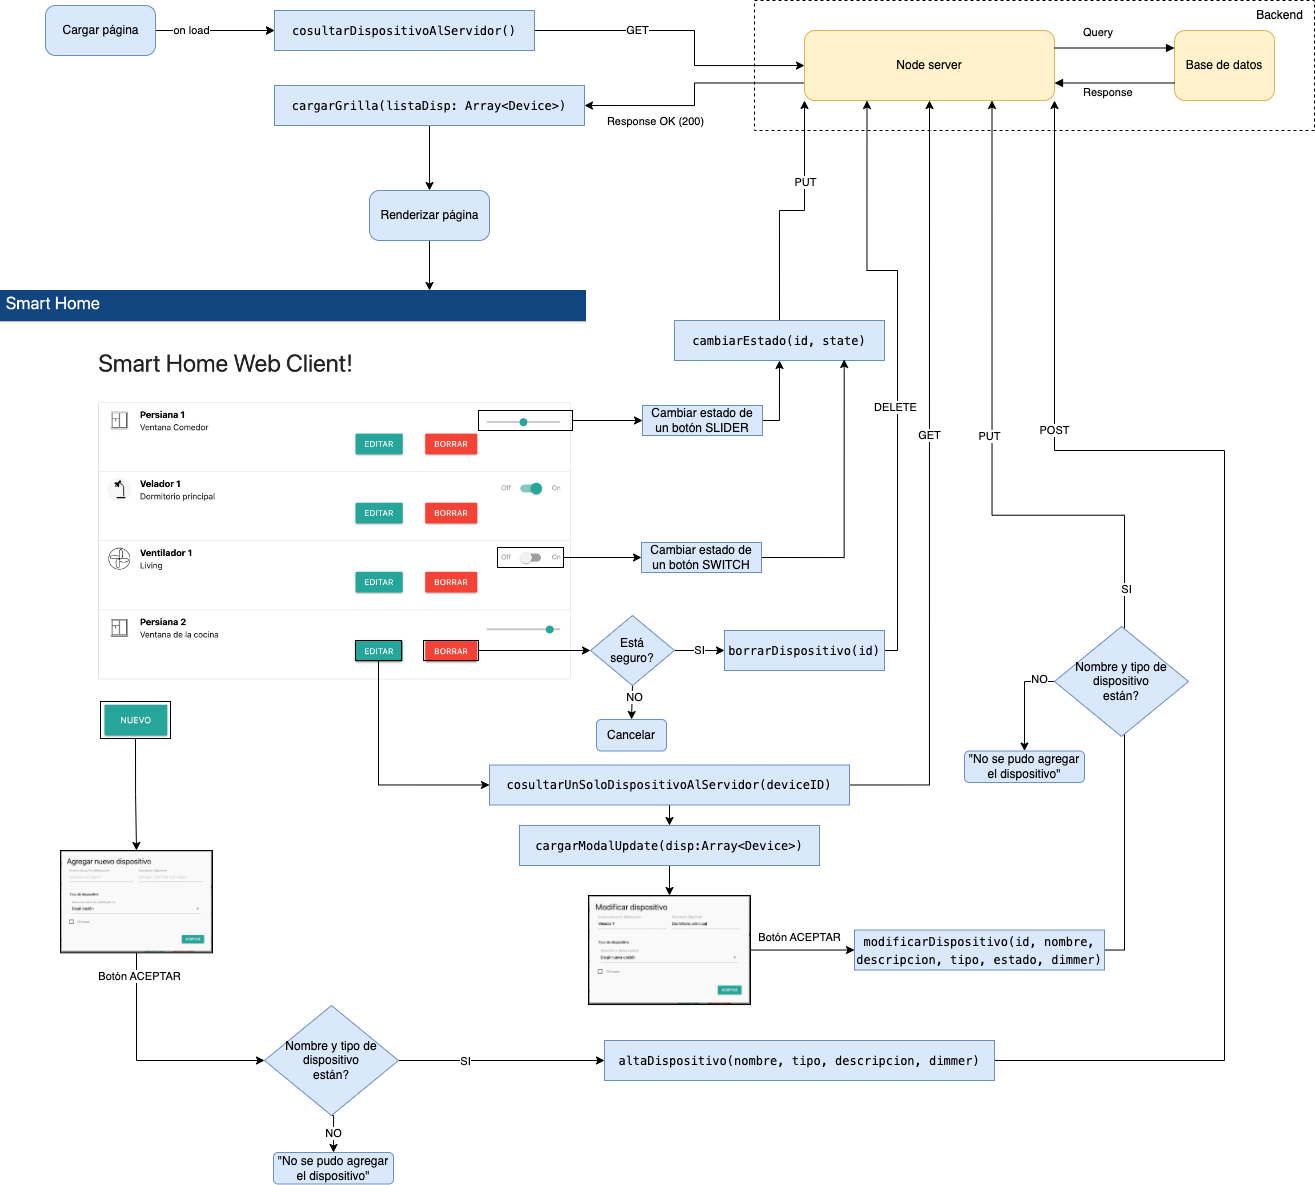 Cargar página
on load
cosultarDispositivoAlServidor()
GET
Backend
Node server
Query
Response
Base de datos
cargarGrilla(listaDisp: Array<Device>)
Response OK (200)
PUT
Renderizar página
Smart Home
Smart Home Web Client!
cambiarEstado(id, state)
Persiana 1
Ventana Comedor
EDITAR
BORRAR
Cambiar estado de
un botón SLIDER
DELETE
GET
PUT
POST
Velador 1
Dormitorio principal
Off
On
EDITAR
BORRAR
Ventilador 1
Living
Off
On
EDITAR
BORRAR
Cambiar estado de
un botón SWITCH
SI
Persiana 2
Ventana de la cocina
EDITAR
BORRAR
Está
seguro?
SI
borrarDispositivo(id)
NO
Cancelar
Nombre y tipo de
dispositivo
están?
NO
"No se pudo agregar
el dispositivo"
NUEVO
cosultarUnSoloDispositivoAlServidor(deviceID)
cargarModalUpdate(disp:Array<Device>)
Agregar nuevo dispositivo
Tipo de dispositivo
ACEPTAR
Modificar dispositivo
Velador 1
Dormitorio principal
Tipo de dispositivo
ACEPTAR
Botón ACEPTAR
modificarDispositivo(id, nombre,
descripcion, tipo, estado, dimmer)
Botón ACEPTAR
Nombre y tipo de
dispositivo
están?
SI
altaDispositivo(nombre, tipo, descripcion, dimmer)
NO
"No se pudo agregar
el dispositivo"